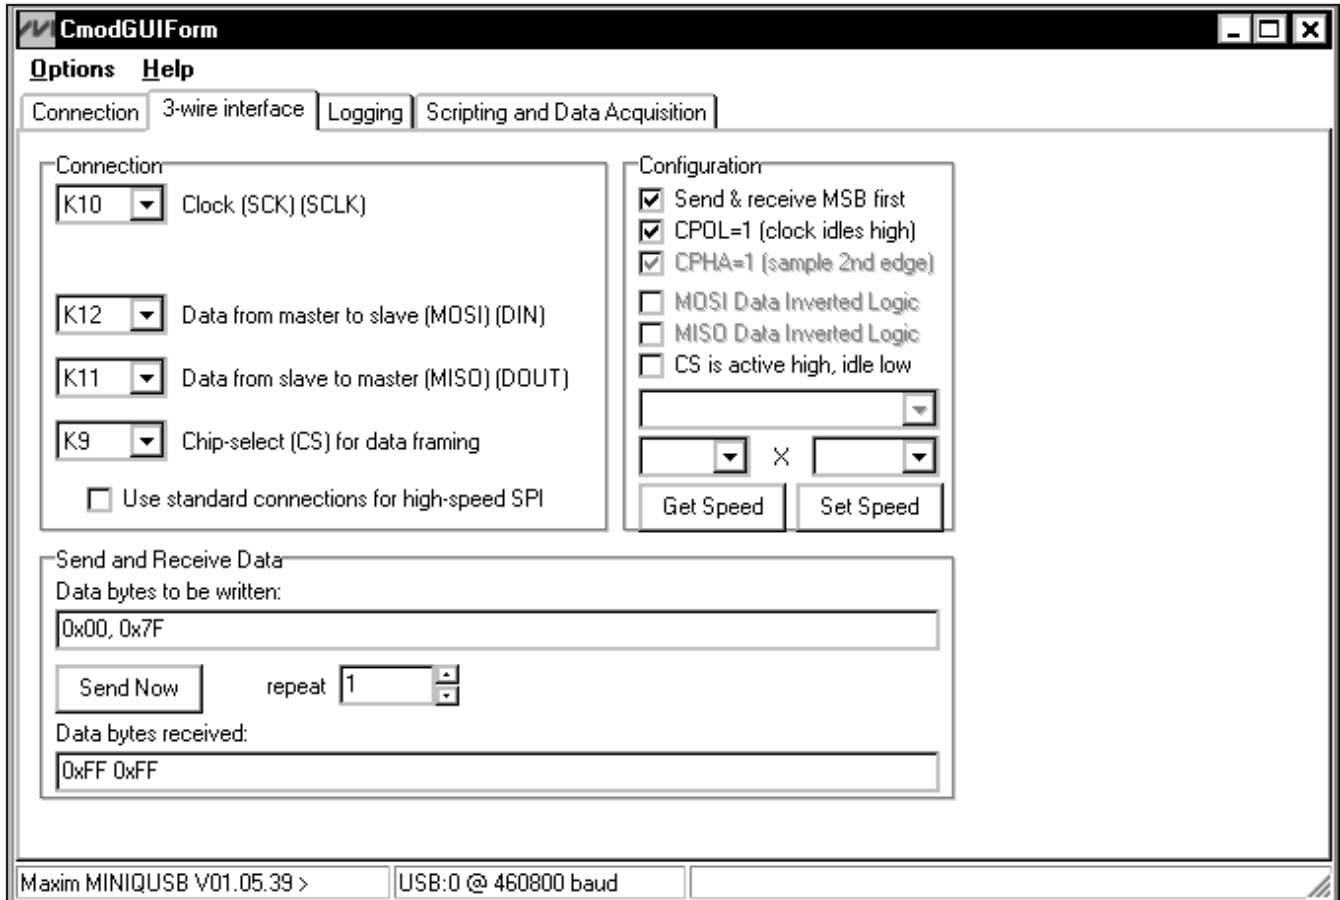 CmodGUIForm
Options Help
Connection 3-wire interface Logging Scripting and Data Acquisition
Connection
K10 Clock (SCK) (SCLK)
K12 Data from master to slave (MOSI) (DIN)
K11 Data from slave to master (MISO) (DOUT)
K9 Chip-select (CS) for data framing
Use standard connections for high-speed SPI
Configuration
Send & receive MSB first
CPOL=1 (clock idles high)
CPHA=1 (sample 2nd edge)
MOSI Data Inverted Logic
MISO Data Inverted Logic
CS is active high, idle low
X
Get Speed Set Speed
Send and Receive Data
Data bytes to be written:
0x00, 0x7F
Send Now repeat 1
Data bytes received:
0xFF 0xFF
Maxim MINIQUSB V01.05.39 > USB:0 @ 460800 baud